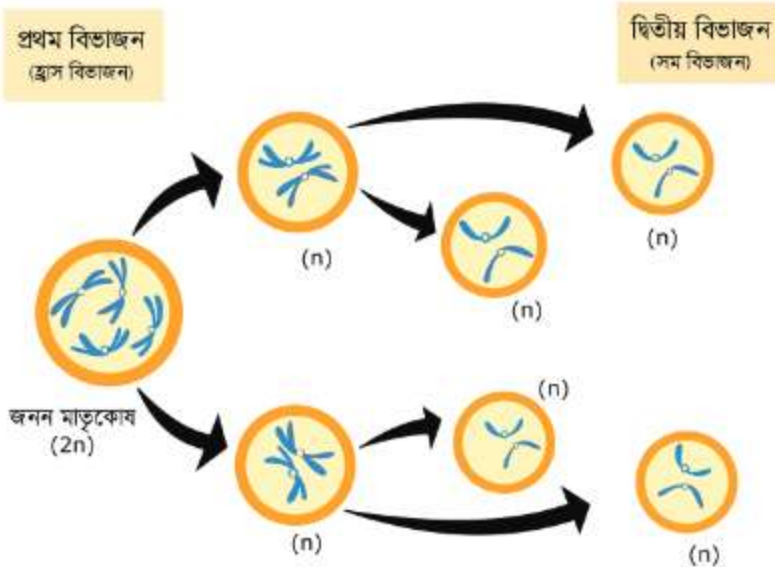 প্রথম বিভাজন
(হ্রাস বিভাজন)
দ্বিতীয় বিভাজন
(সম বিভাজন)
(n)
(n)
(n)
জনন মাতৃকোষ
(2n)
(n)
(n)
(n)